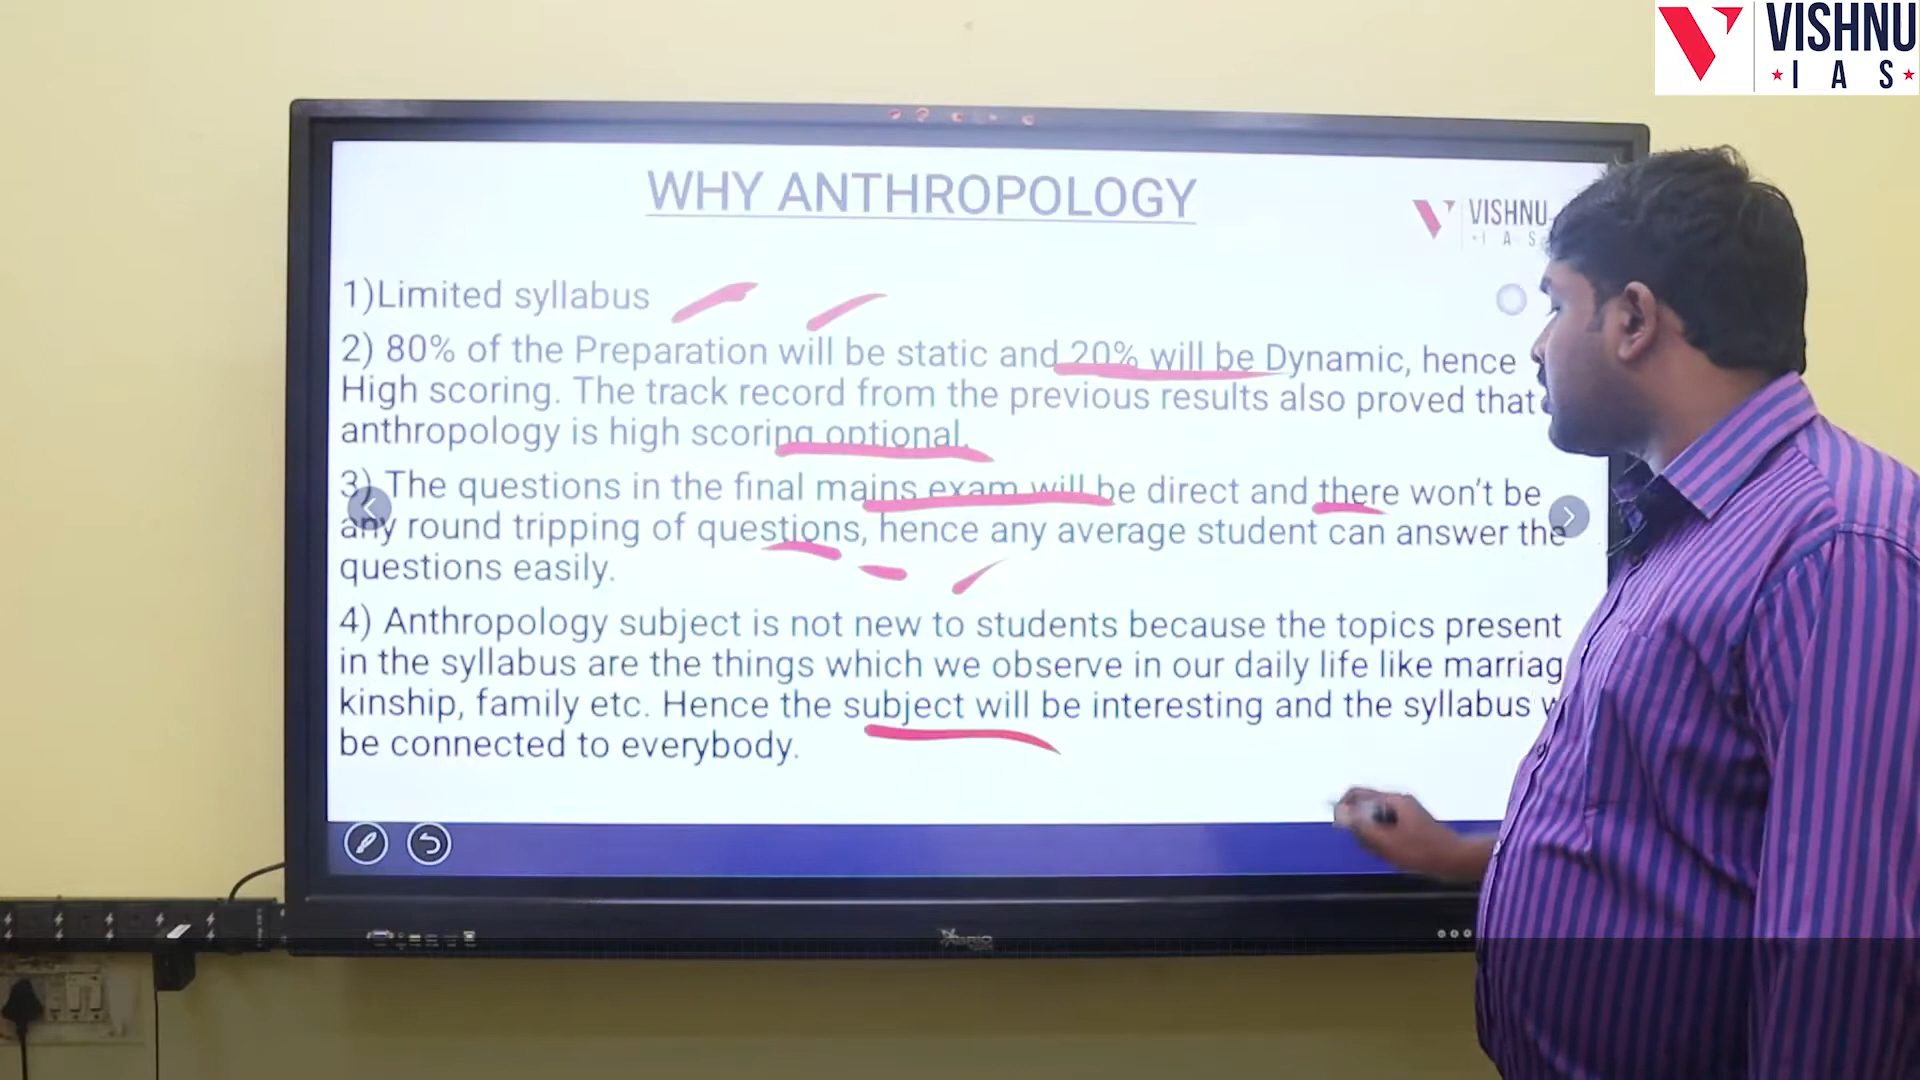 VISHNU
IAS
WHY ANTHROPOLOGY
VISHNU
IAS
1)Limited syllabus
2) 80% of the Preparation will be static and 20% will be Dynamic, hence
High scoring. The track record from the previous results also proved that
anthropology is high scoring optional.
3) The questions in the final mains exam will be direct and there won't be
any round tripping of questions, hence any average student can answer the
questions easily.
4) Anthropology subject is not new to students because the topics present
in the syllabus are the things which we observe in our daily life like marriag
kinship, family etc. Hence the subject will be interesting and the syllabus
be connected to everybody.